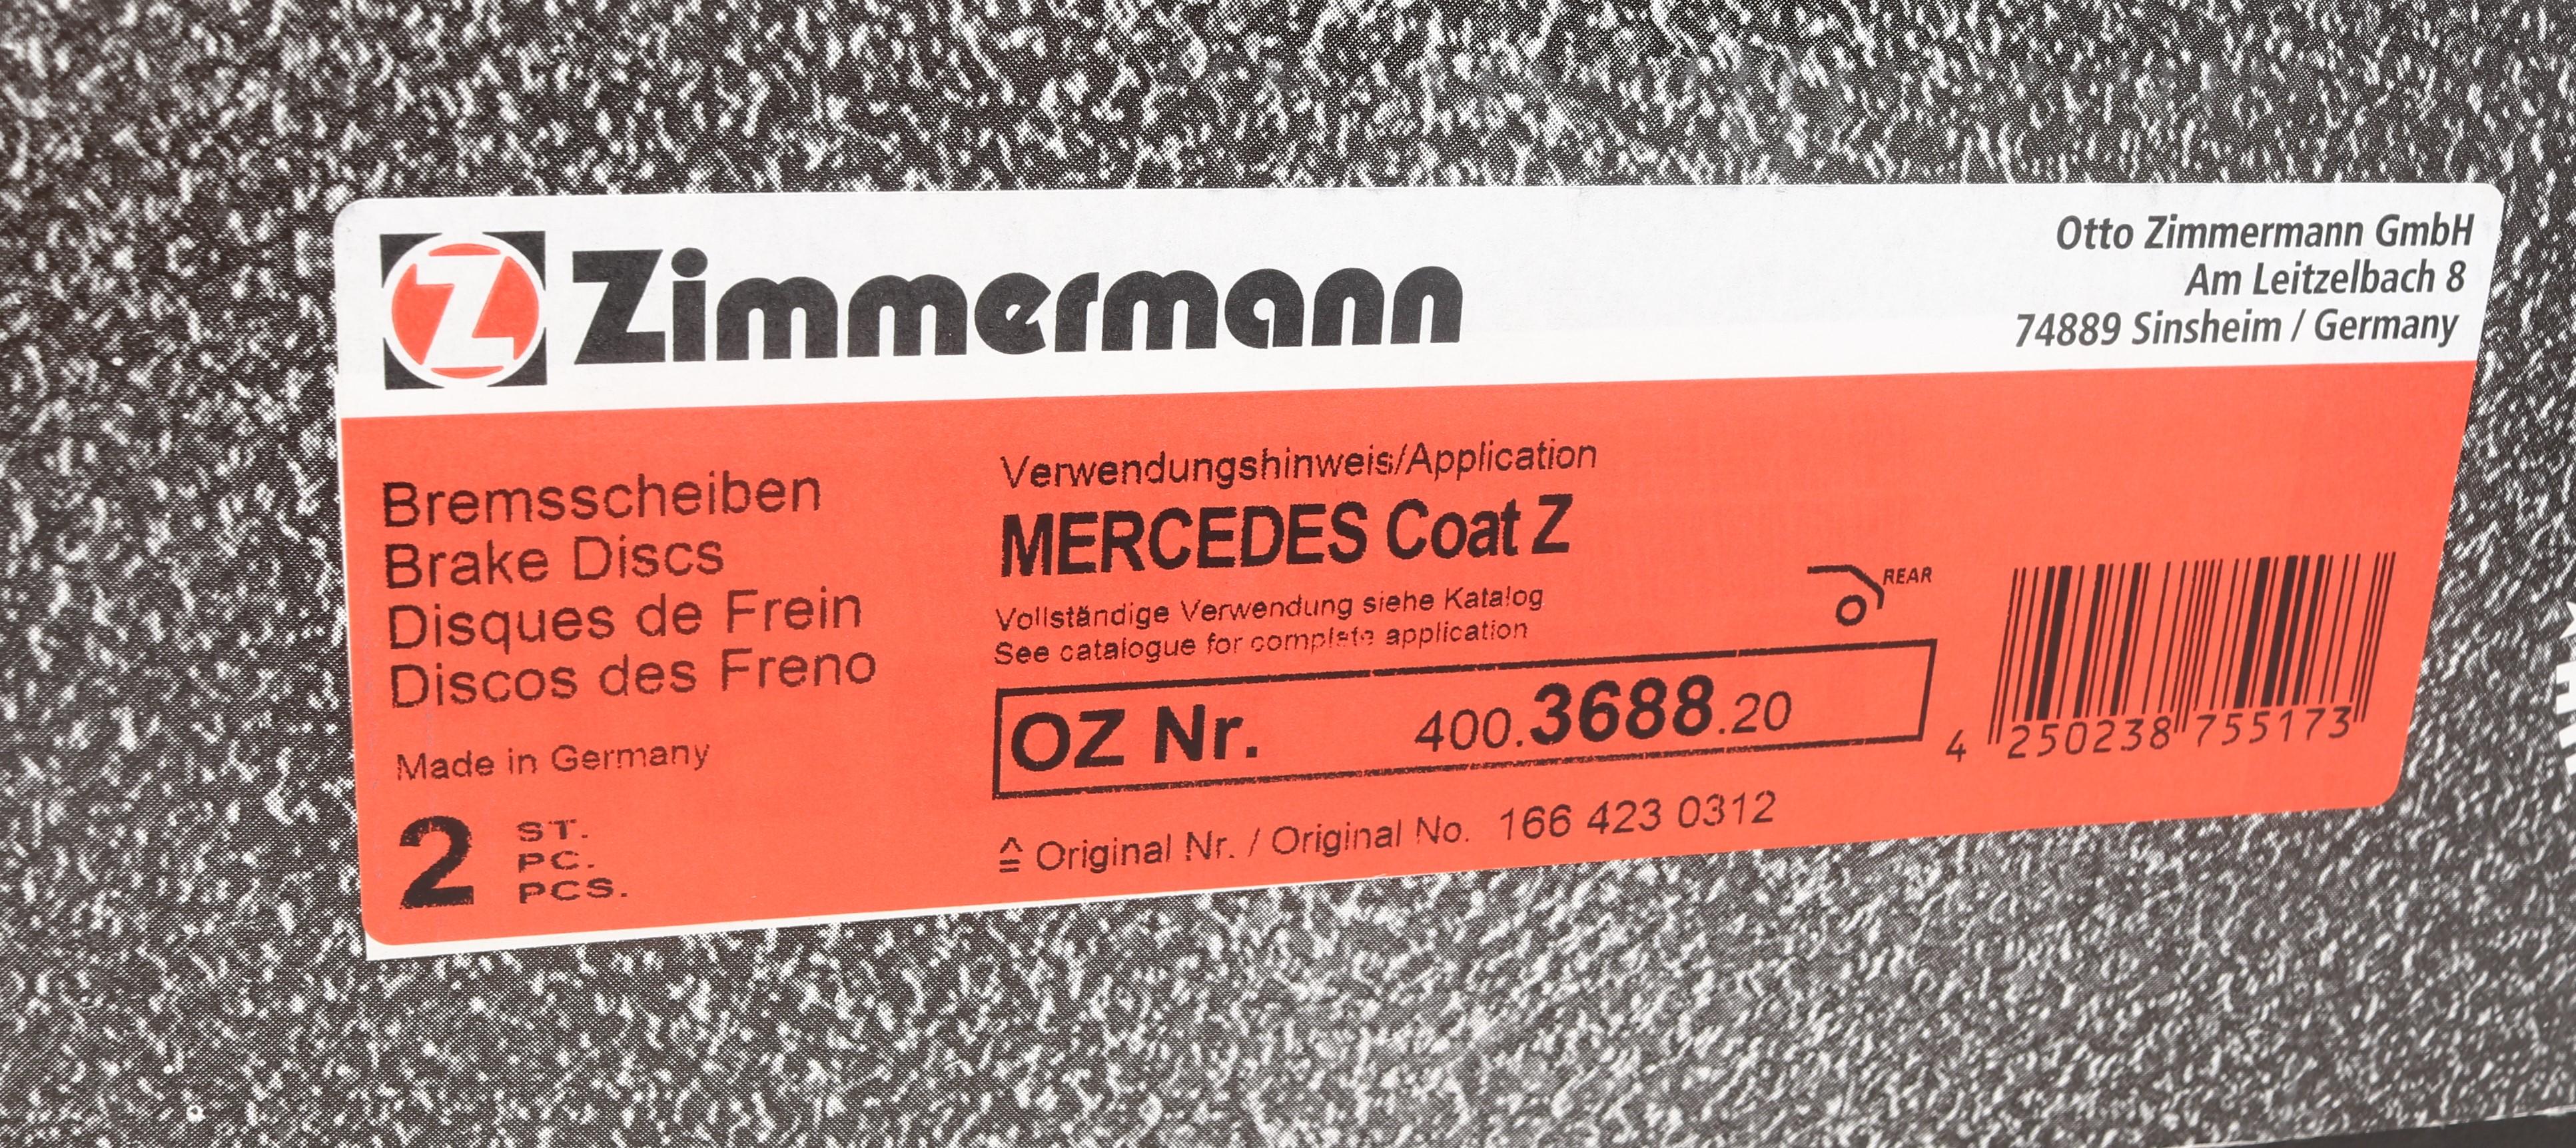 Z Zimmermann
Otto Zimmermann GmbH
Am Leitzelbach 8
74889 Sinsheim / Germany
Bremsscheiben
Brake Discs
Disques de Frein
Discos des Freno
Made in Germany
2 ST.
PC.
PCS.
Verwendungshinweis/Application
MERCEDES Coat Z
Vollständige Verwendung siehe Katalog
See catalogue for complete application
REAR
OZ Nr. 400.3688.20
≙ Original Nr. / Original No. 166 423 0312
4 250238 755173